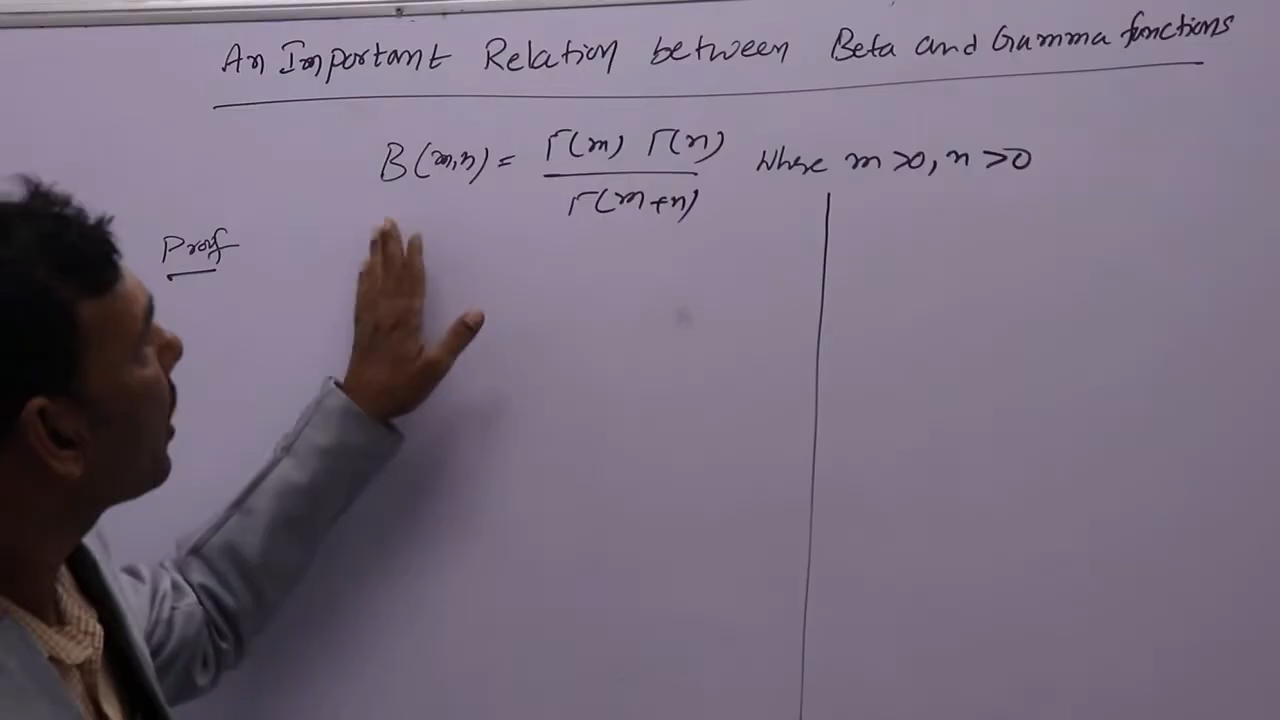 An Important Relation between Beta and Gamma functions
B(m,n) = Γ(m) Γ(n) / Γ(m+n) Where m>0, n>0
Proof